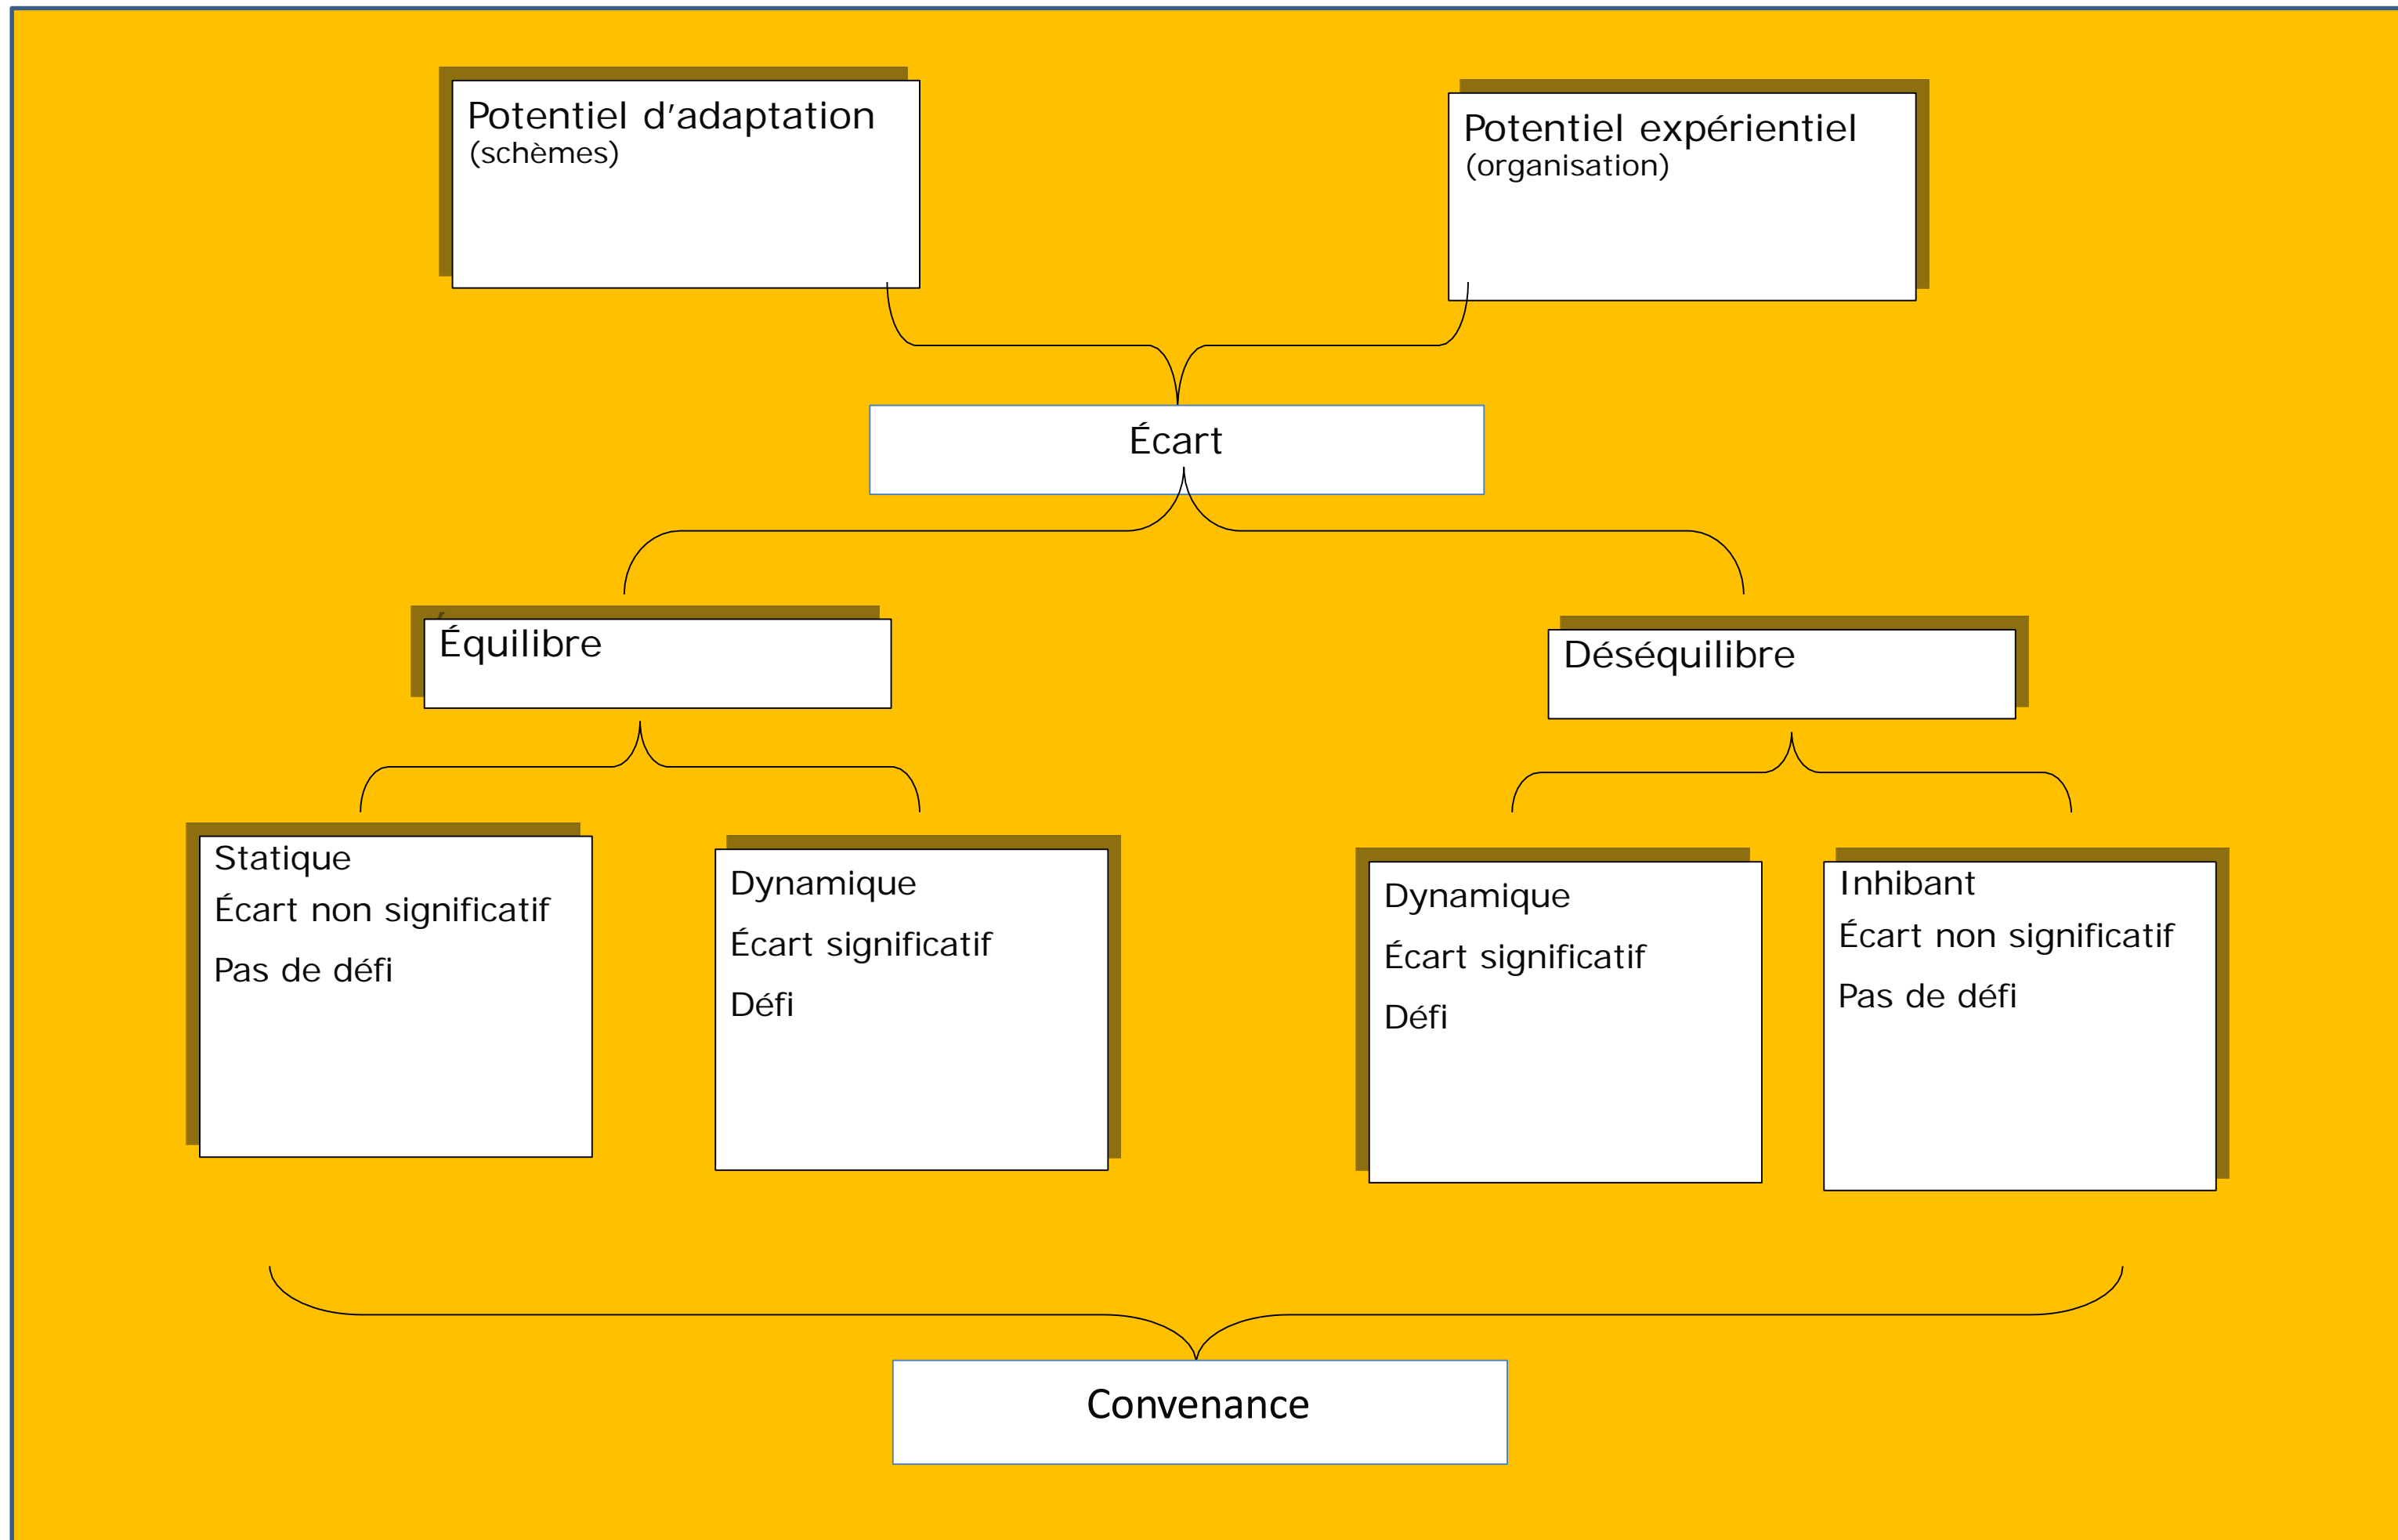 Potentiel d’adaptation
(schèmes)
Potentiel expérientiel
(organisation)
Écart
Équilibre
Déséquilibre
Statique
Écart non significatif
Pas de défi
Dynamique
Écart significatif
Défi
Dynamique
Écart significatif
Défi
Inhibant
Écart non significatif
Pas de défi
Convenance